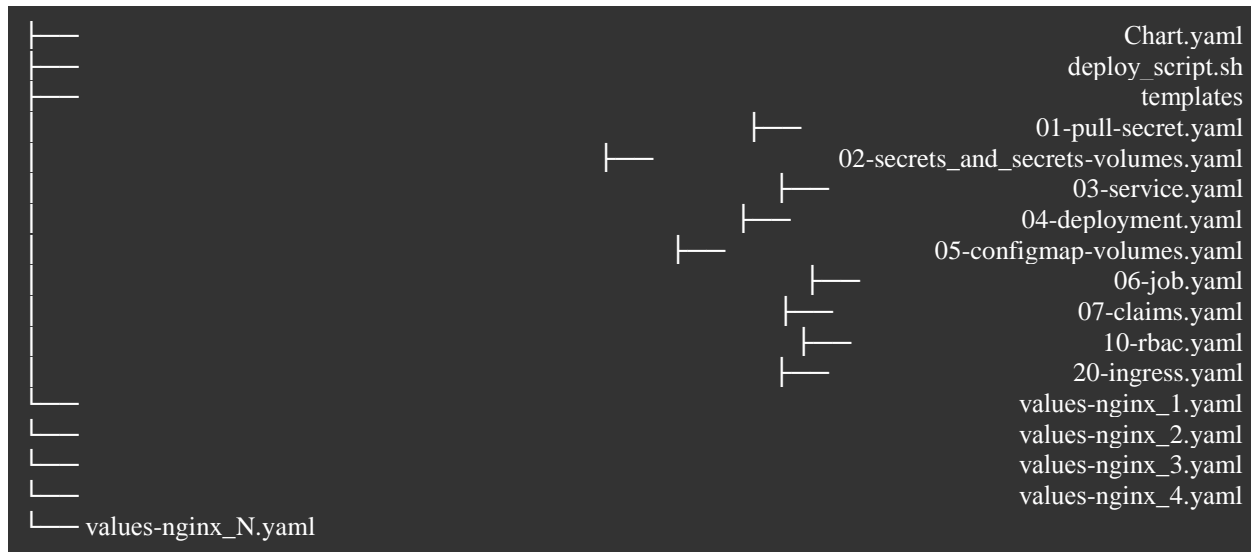 ├── Chart.yaml
├── deploy_script.sh
├── templates
│ ├── 01-pull-secret.yaml
│ ├── 02-secrets_and_secrets-volumes.yaml
│ ├── 03-service.yaml
│ ├── 04-deployment.yaml
│ ├── 05-configmap-volumes.yaml
│ ├── 06-job.yaml
│ ├── 07-claims.yaml
│ ├── 10-rbac.yaml
│ ├── 20-ingress.yaml
└── values-nginx_1.yaml
└── values-nginx_2.yaml
└── values-nginx_3.yaml
└── values-nginx_4.yaml
└── values-nginx_N.yaml